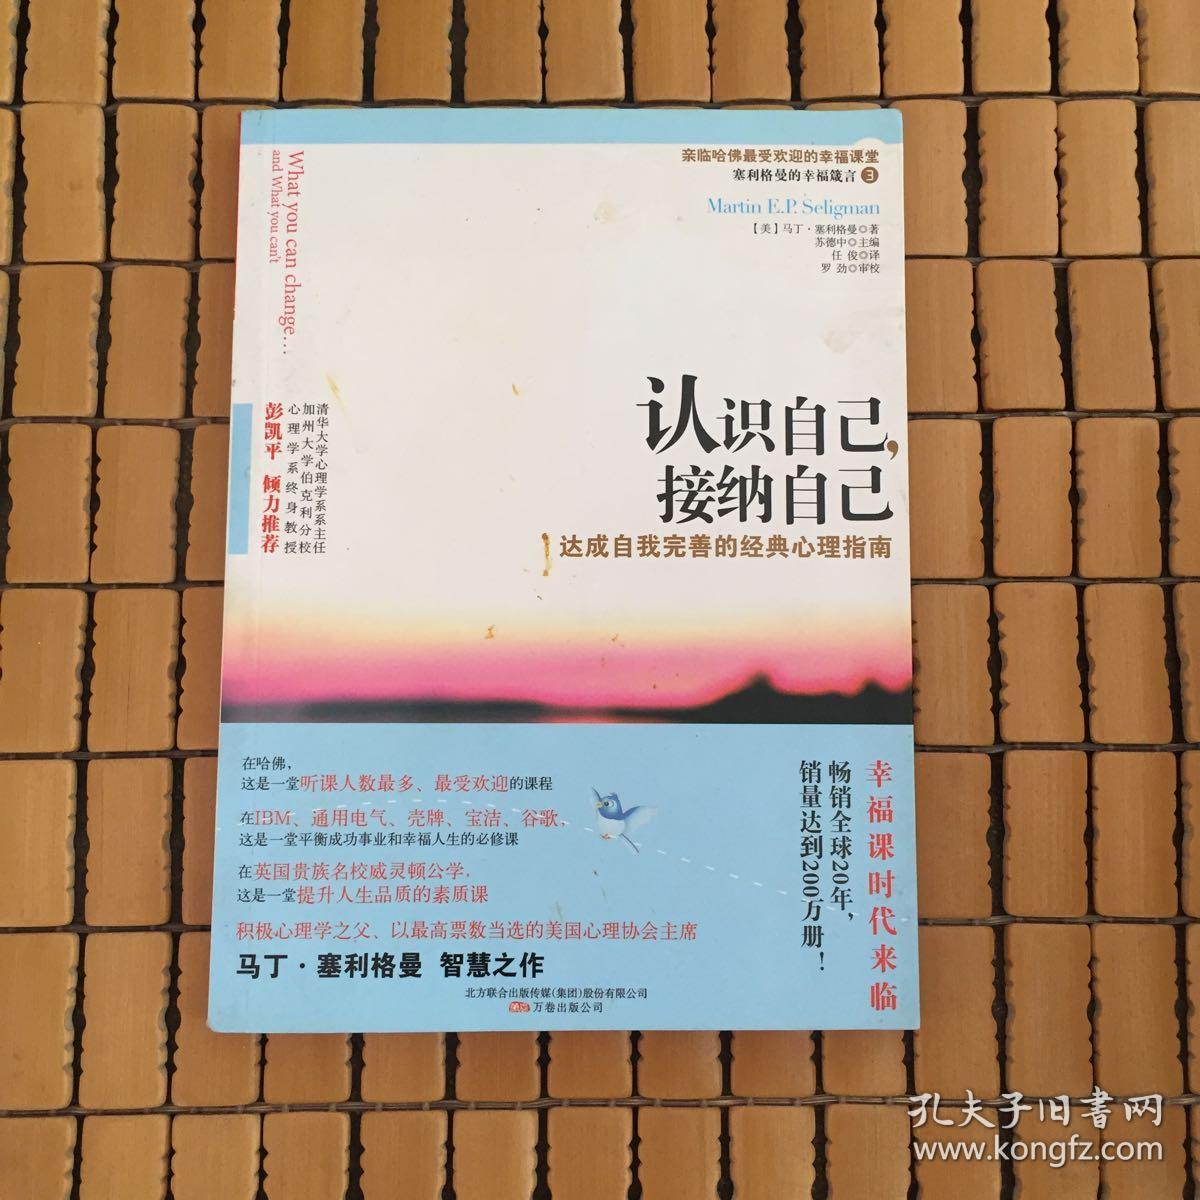 亲临哈佛最受欢迎的幸福课堂
塞利格曼的幸福箴言 3
Martin E.P. Seligman
【美】马丁·塞利格曼◎著
苏德中◎主编
任 俊◎译
罗 劲◎审校
What you can change…
and What you can't
认识自己,
接纳自己
达成自我完善的经典心理指南
清华大学心理学系系主任
加州大学伯克利分校
心理学系终身教授
彭凯平 倾力推荐
在哈佛,
这是一堂听课人数最多、最受欢迎的课程
在IBM、通用电气、壳牌、宝洁、谷歌,
这是一堂平衡成功事业和幸福人生的必修课
在英国贵族名校威灵顿公学,
这是一堂提升人生品质的素质课
积极心理学之父、以最高票数当选的美国心理协会主席
马丁·塞利格曼 智慧之作
幸福课时代来临
畅销全球20年,
销量达到200万册!
北方联合出版传媒(集团)股份有限公司
万卷出版公司
孔夫子旧书网
www.kongfz.com